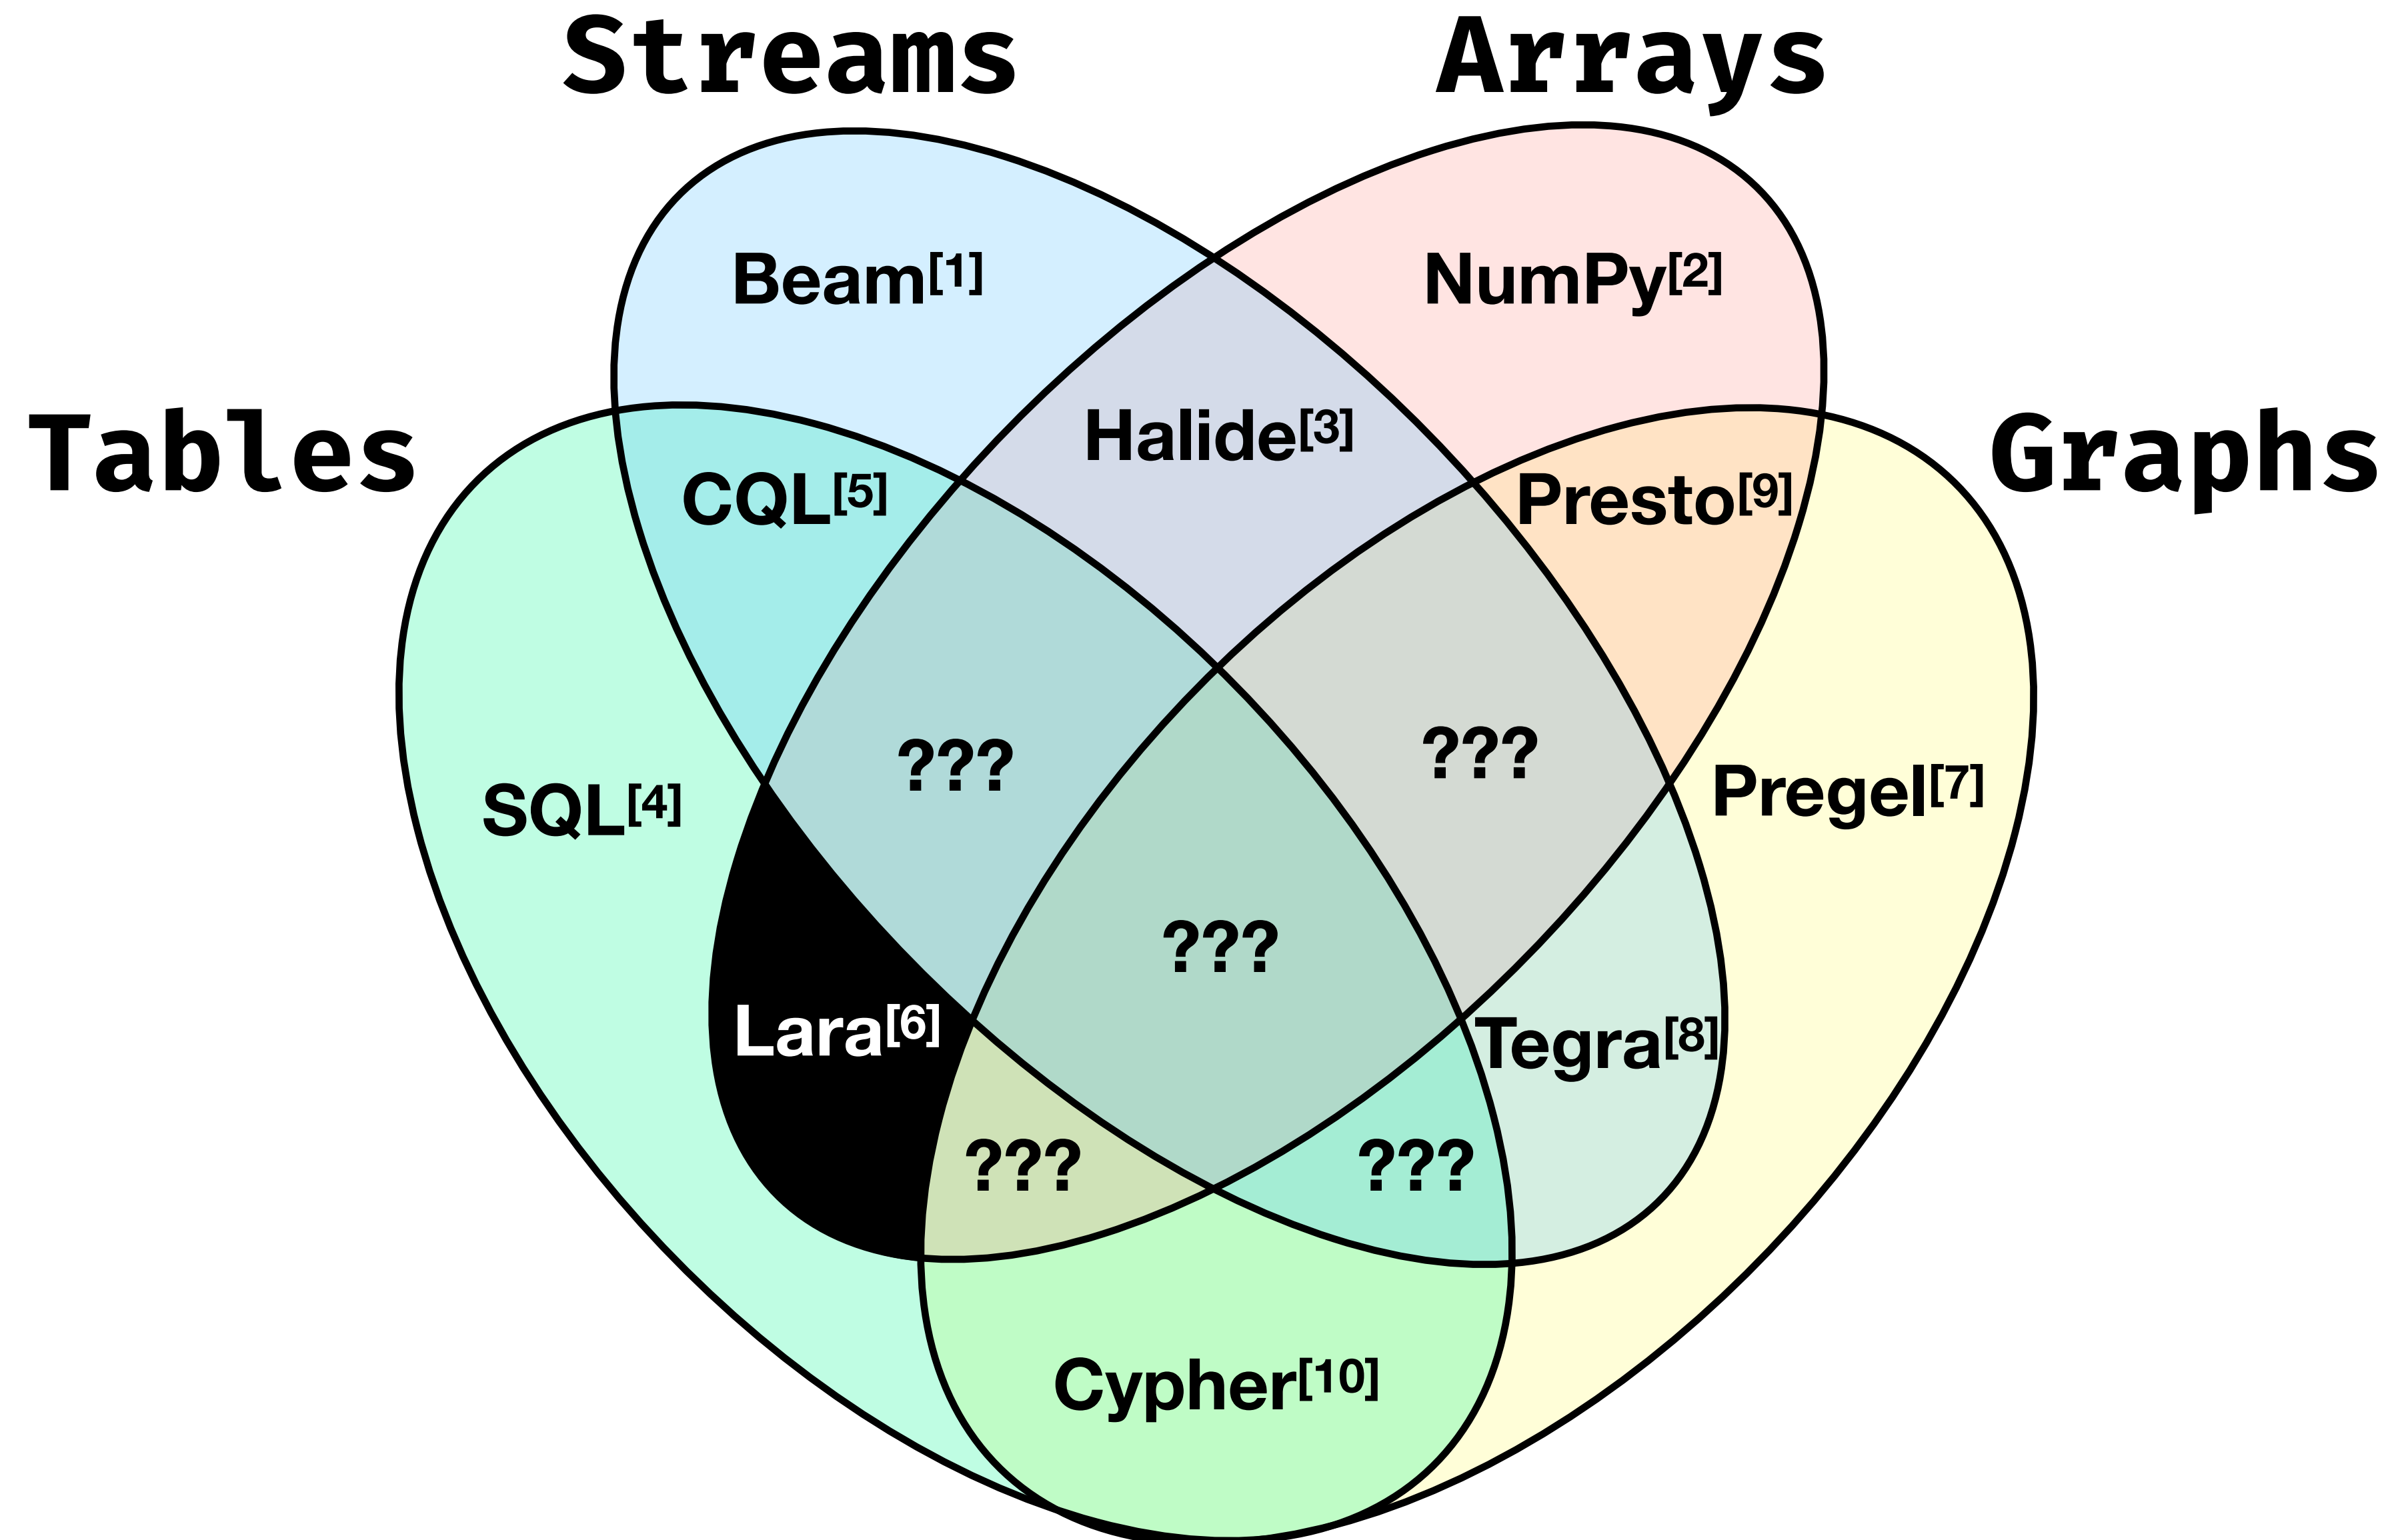 Streams
Arrays
Tables
Graphs
Beam[1]
NumPy[2]
Halide[3]
CQL[5]
Presto[9]
SQL[4]
???
???
Pregel[7]
???
Lara[6]
Tegra[8]
???
???
Cypher[10]